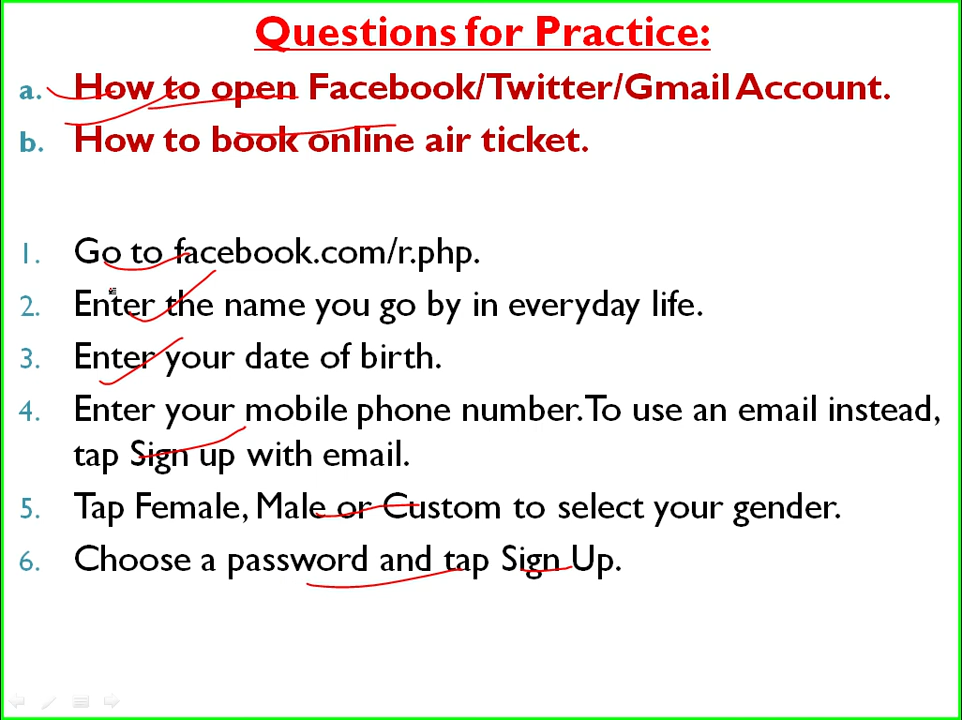 Questions for Practice:
a. How to open Facebook/Twitter/Gmail Account.
b. How to book online air ticket.
1. Go to facebook.com/r.php.
2. Enter the name you go by in everyday life.
3. Enter your date of birth.
4. Enter your mobile phone number. To use an email instead,
tap Sign up with email.
5. Tap Female, Male or Custom to select your gender.
6. Choose a password and tap Sign Up.